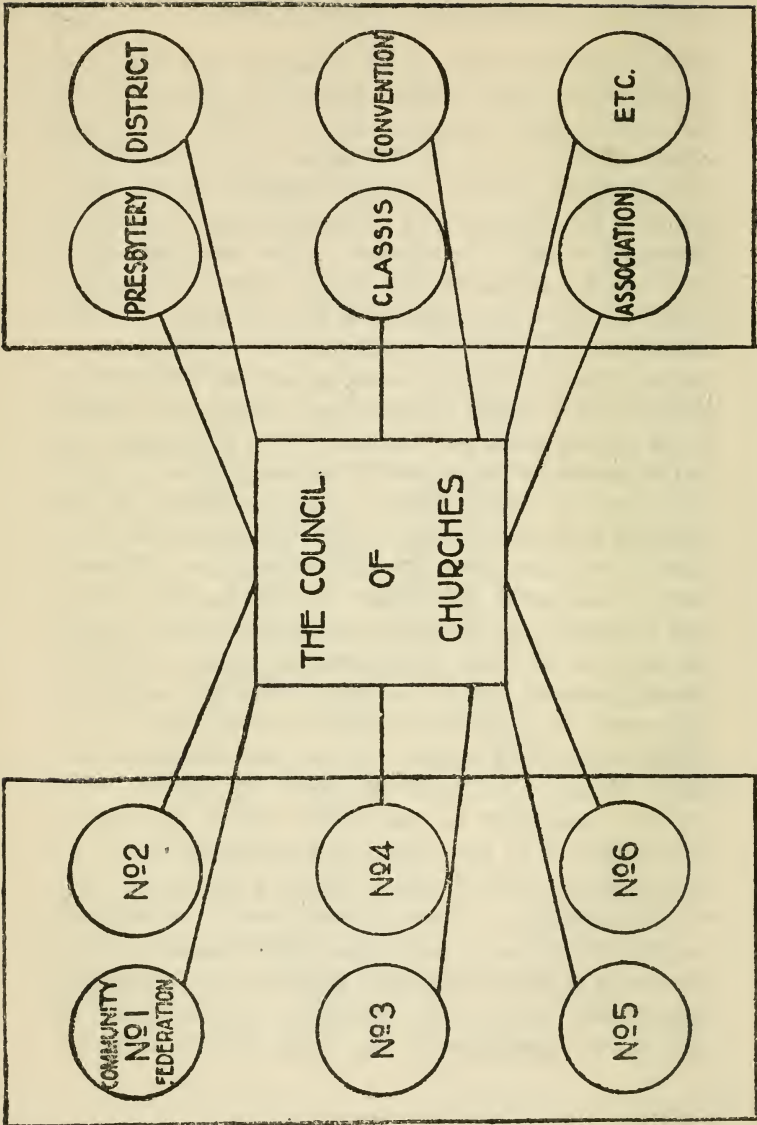 COMMUNITY
Nº1
FEDERATION
Nº2
Nº3
Nº4
Nº5
Nº6
THE COUNCIL
OF
CHURCHES
PRESBYTERY
DISTRICT
CLASSIS
CONVENTION
ASSOCIATION
ETC.